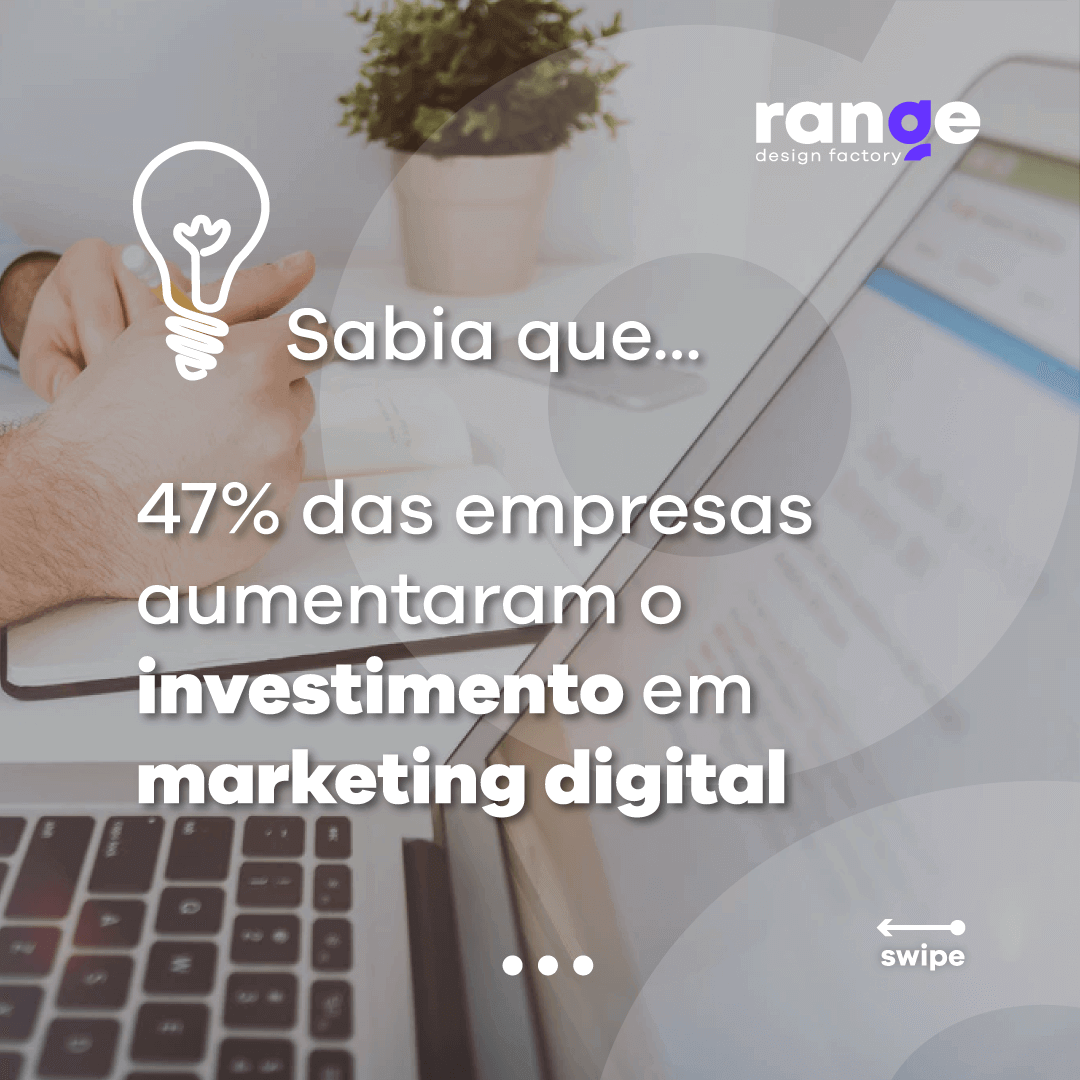 range
design factory
Sabia que...
47% das empresas
aumentaram o
investimento em
marketing digital
swipe